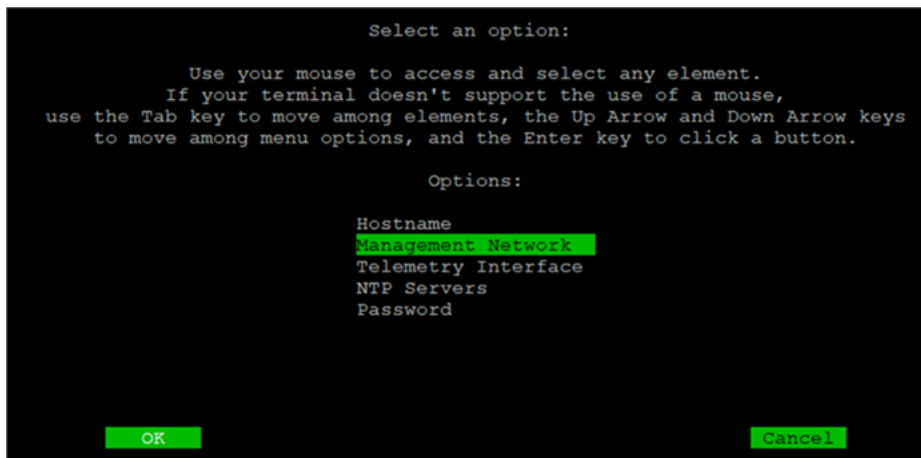 Select an option:
Use your mouse to access and select any element.
If your terminal doesn't support the use of a mouse,
use the Tab key to move among elements, the Up Arrow and Down Arrow keys
to move among menu options, and the Enter key to click a button.
Options:
Hostname
Management Network
Telemetry Interface
NTP Servers
Password
OK Cancel